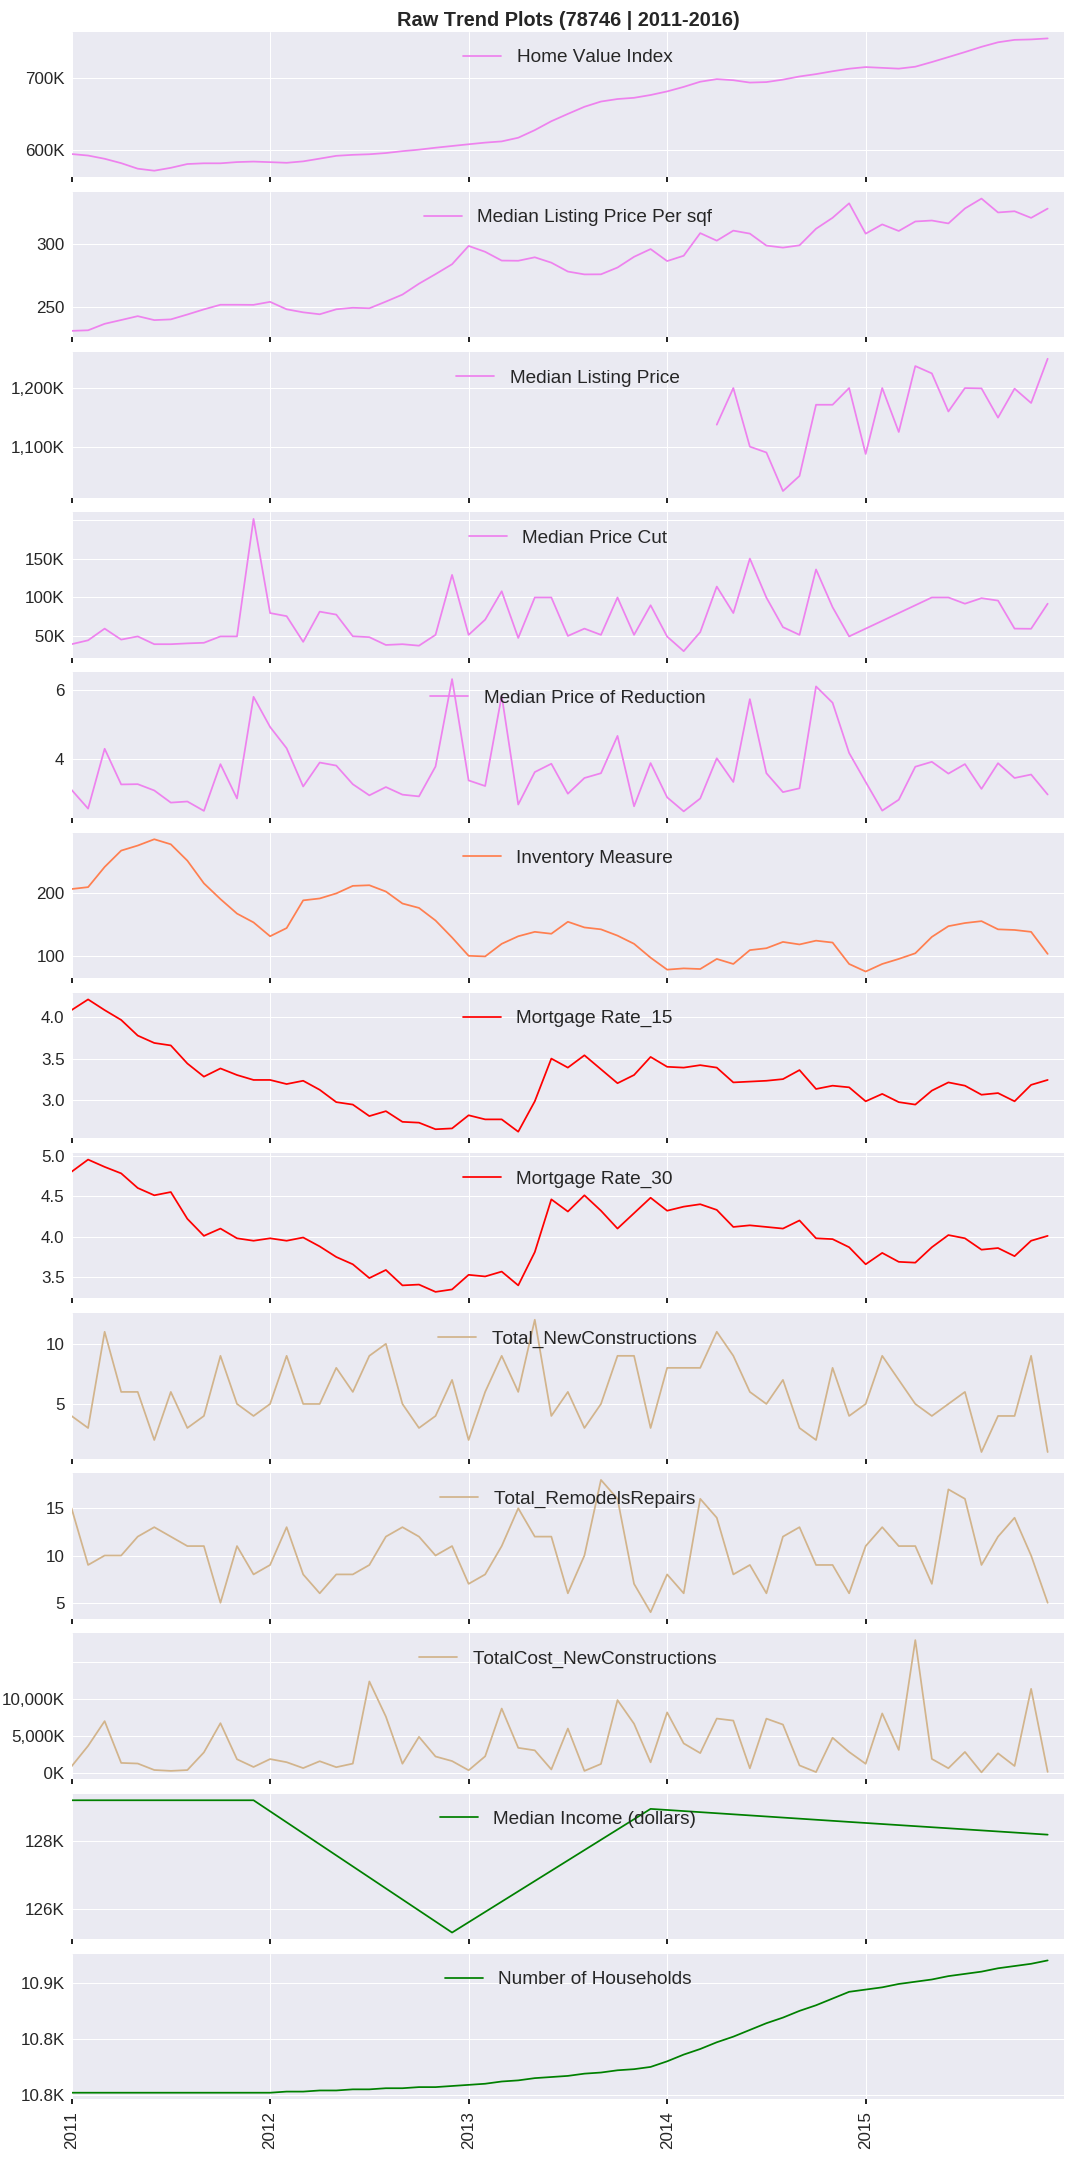 Raw Trend Plots (78746 | 2011-2016)
Home Value Index
700K
600K
Median Listing Price Per sqf
300
250
Median Listing Price
1,200K
1,100K
Median Price Cut
150K
100K
50K
Median Price of Reduction
6
4
Inventory Measure
200
100
Mortgage Rate_15
4.0
3.5
3.0
Mortgage Rate_30
5.0
4.5
4.0
3.5
Total_NewConstructions
10
5
Total_RemodelsRepairs
15
10
5
TotalCost_NewConstructions
10,000K
5,000K
0K
Median Income (dollars)
128K
126K
Number of Households
10.9K
10.8K
10.8K
2011
2012
2013
2014
2015